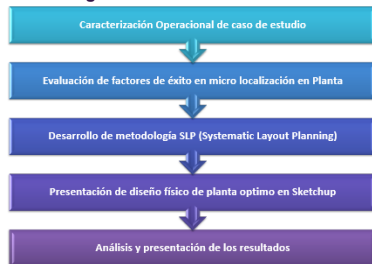 Caracterización Operacional de caso de estudio
Evaluación de factores de éxito en micro localización en Planta
Desarrollo de metodología SLP (Systematic Layout Planning)
Presentación de diseño físico de planta optimo en Sketchup
Análisis y presentación de los resultados